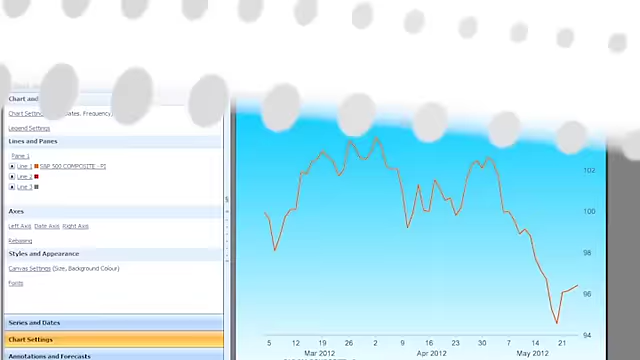 Chart and
Chart Settings
ates, Frequency)
Legend Settings
Lines and Panes
Pane 1
Line 1 S&P 500 COMPOSITE - PI
Line 2
Line 3
Axes
Left Axis Date Axis Right Axis
Rebasing
Styles and Appearance
Canvas Settings (Size, Background Colour)
Fonts
Series and Dates
Chart Settings
Annotations and Forecasts
102
100
98
96
94
5 12 19 26 2 9 16 23 30 7 14 21
Mar 2012 Apr 2012 May 2012